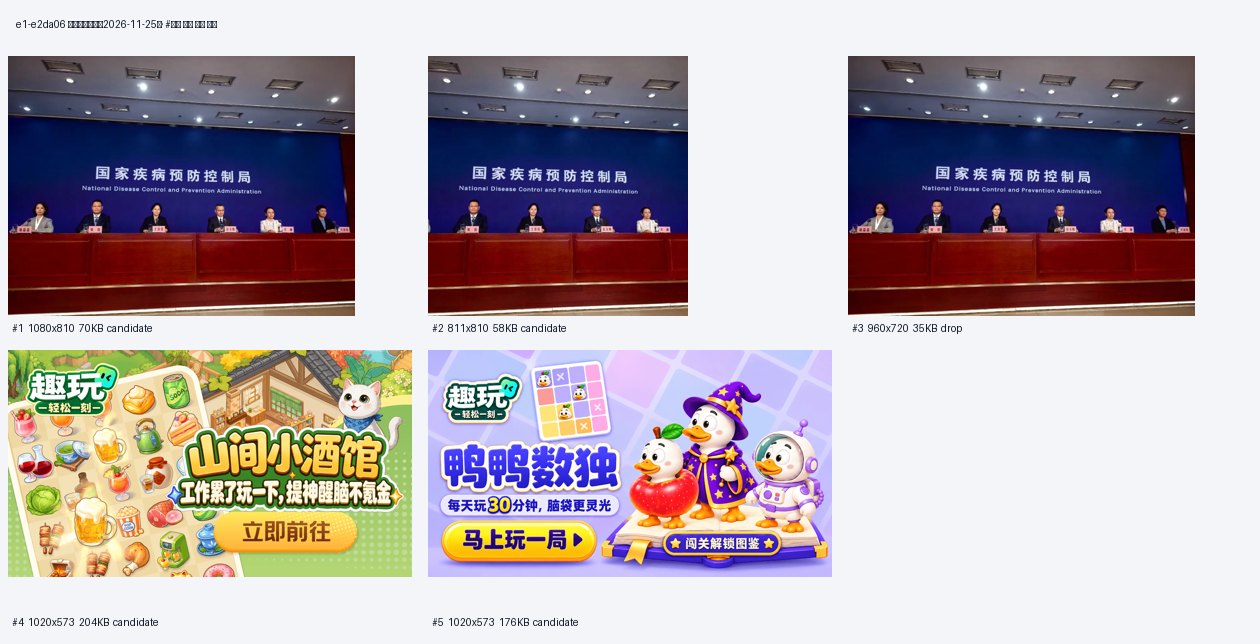 e1-e2da06 2026-11-25 #
国家疾病预防控制局
National Disease Control and Prevention Administration
国家疾病预防控制局
National Disease Control and Prevention Administration
国家疾病预防控制局
National Disease Control and Prevention Administration
#1 1080x810 70KB candidate
#2 811x810 58KB candidate
#3 960x720 35KB drop
趣玩
轻松一刻
山间小酒馆
工作累了玩一下,提神醒脑不氪金
立即前往
趣玩
轻松一刻
鸭鸭数独
每天玩30分钟,脑袋更灵光
马上玩一局
闯关解锁图鉴
#4 1020x573 204KB candidate
#5 1020x573 176KB candidate